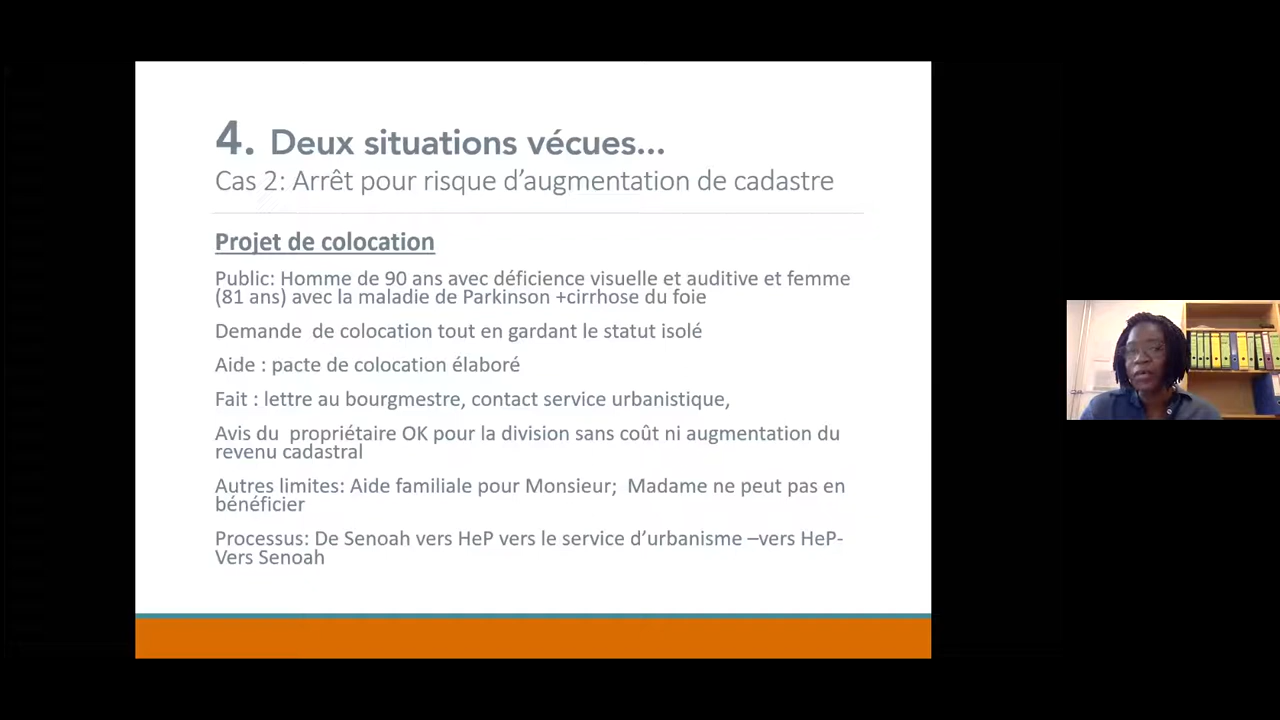 4. Deux situations vécues...
Cas 2: Arrêt pour risque d’augmentation de cadastre
Projet de colocation
Public: Homme de 90 ans avec déficience visuelle et auditive et femme
(81 ans) avec la maladie de Parkinson +cirrhose du foie
Demande  de colocation tout en gardant le statut isolé
Aide : pacte de colocation élaboré
Fait : lettre au bourgmestre, contact service urbanistique,
Avis du  propriétaire OK pour la division sans coût ni augmentation du
revenu cadastral
Autres limites: Aide familiale pour Monsieur;  Madame ne peut pas en
bénéficier
Processus: De Senoah vers HeP vers le service d’urbanisme –vers HeP-
Vers Senoah